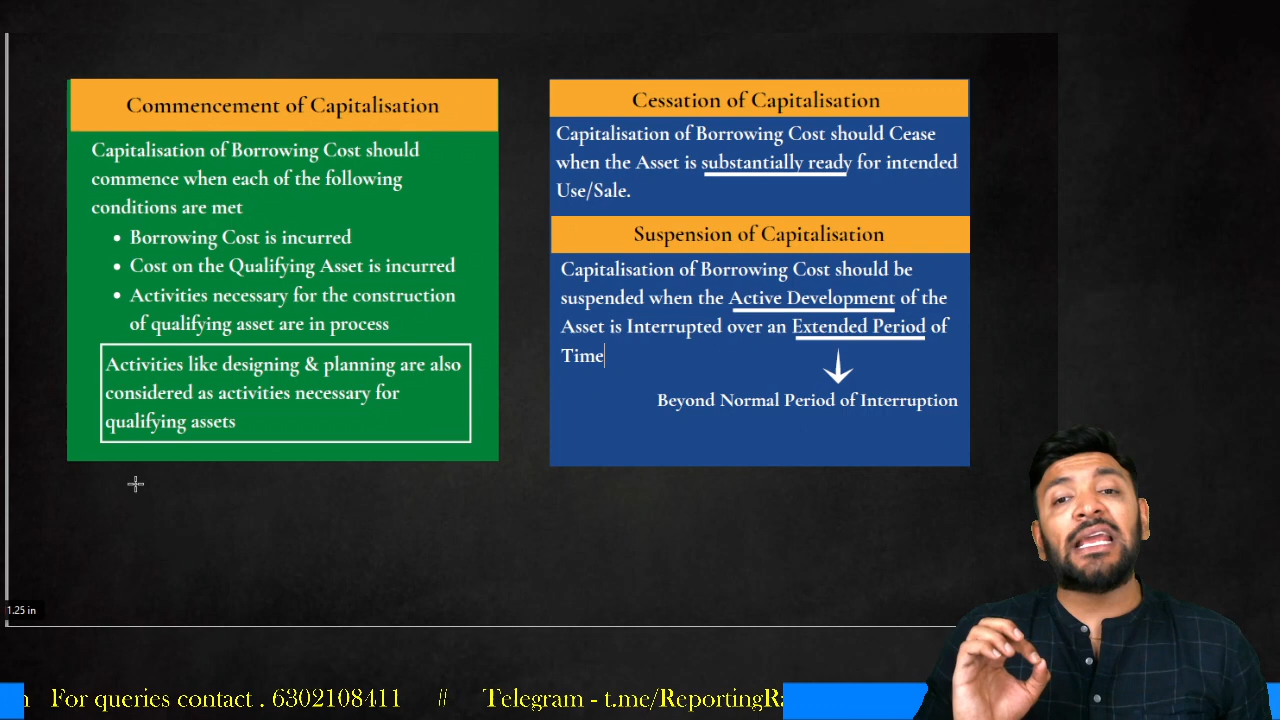 Commencement of Capitalisation
Capitalisation of Borrowing Cost should
commence when each of the following
conditions are met
• Borrowing Cost is incurred
• Cost on the Qualifying Asset is incurred
• Activities necessary for the construction
of qualifying asset are in process
Activities like designing & planning are also
considered as activities necessary for
qualifying assets
Cessation of Capitalisation
Capitalisation of Borrowing Cost should Cease
when the Asset is substantially ready for intended
Use/Sale.
Suspension of Capitalisation
Capitalisation of Borrowing Cost should be
suspended when the Active Development of the
Asset is Interrupted over an Extended Period of
Time
Beyond Normal Period of Interruption
1.25 in
For queries contact . 6302108411 # Telegram - t.me/ReportingR